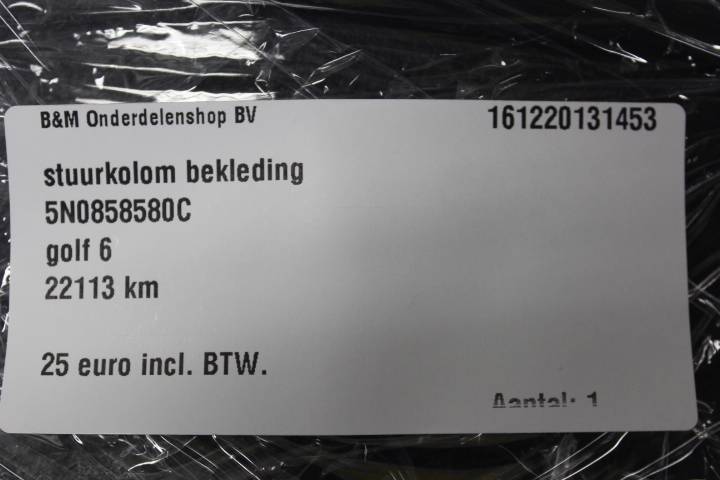 B&M Onderdelenshop BV 161220131453
stuurkolom bekleding
5N0858580C
golf 6
22113 km
25 euro incl. BTW.
Aantal: 1